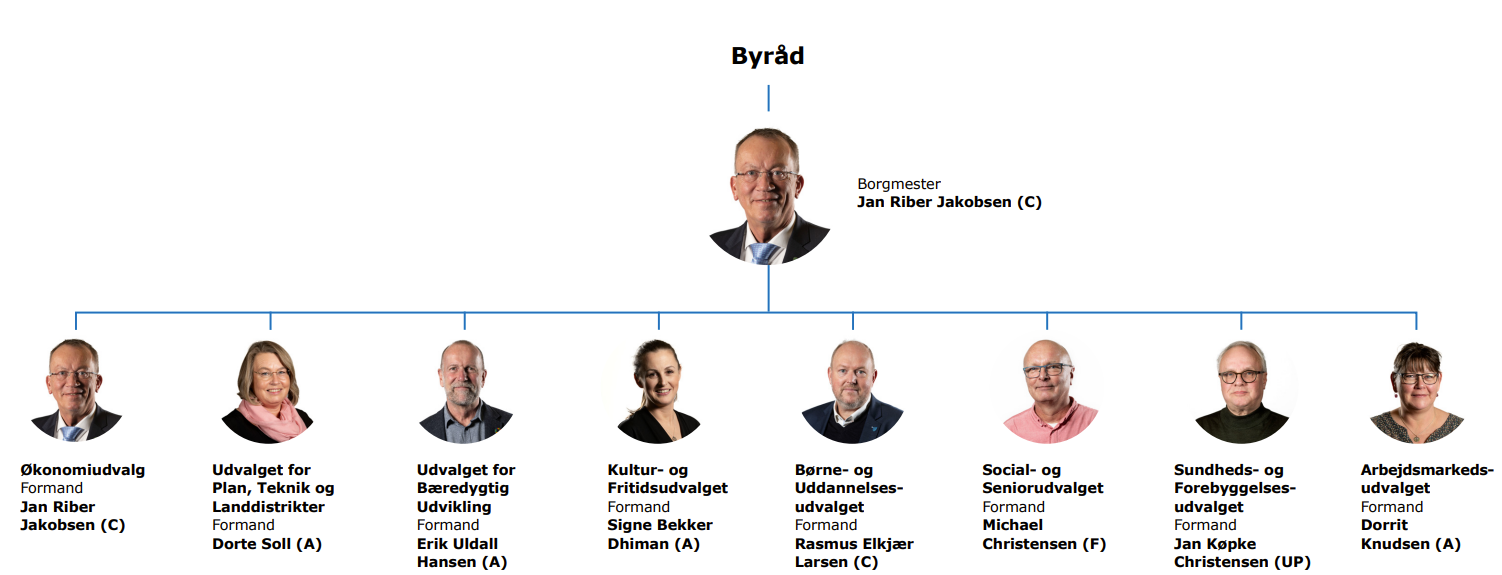 Byråd
Borgmester
Jan Riber Jakobsen (C)
Økonomiudvalg
Formand
Jan Riber
Jakobsen (C)
Udvalget for
Plan, Teknik og
Landdistrikter
Formand
Dorte Soll (A)
Udvalget for
Bæredygtig
Udvikling
Formand
Erik Uldall
Hansen (A)
Kultur- og
Fritidsudvalget
Formand
Signe Bekker
Dhiman (A)
Børne- og
Uddannelses-
udvalget
Formand
Rasmus Elkjær
Larsen (C)
Social- og
Seniorudvalget
Formand
Michael
Christensen (F)
Sundheds- og
Forebyggelses-
udvalget
Formand
Jan Køpke
Christensen (UP)
Arbejdsmarkeds-
udvalget
Formand
Dorrit
Knudsen (A)